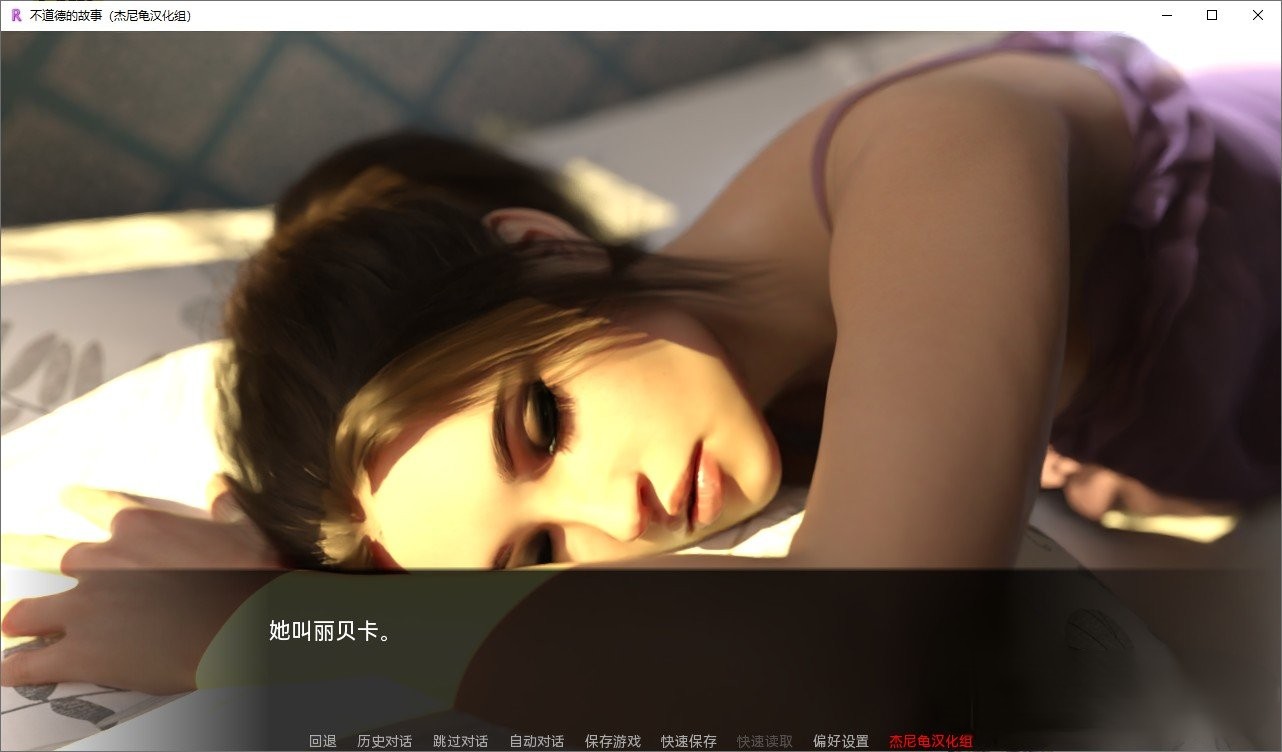 不道德的故事（杰尼龟汉化组）
她叫丽贝卡。
回退 历史对话 跳过对话 自动对话 保存游戏 快速保存 快速读取 偏好设置 杰尼龟汉化组